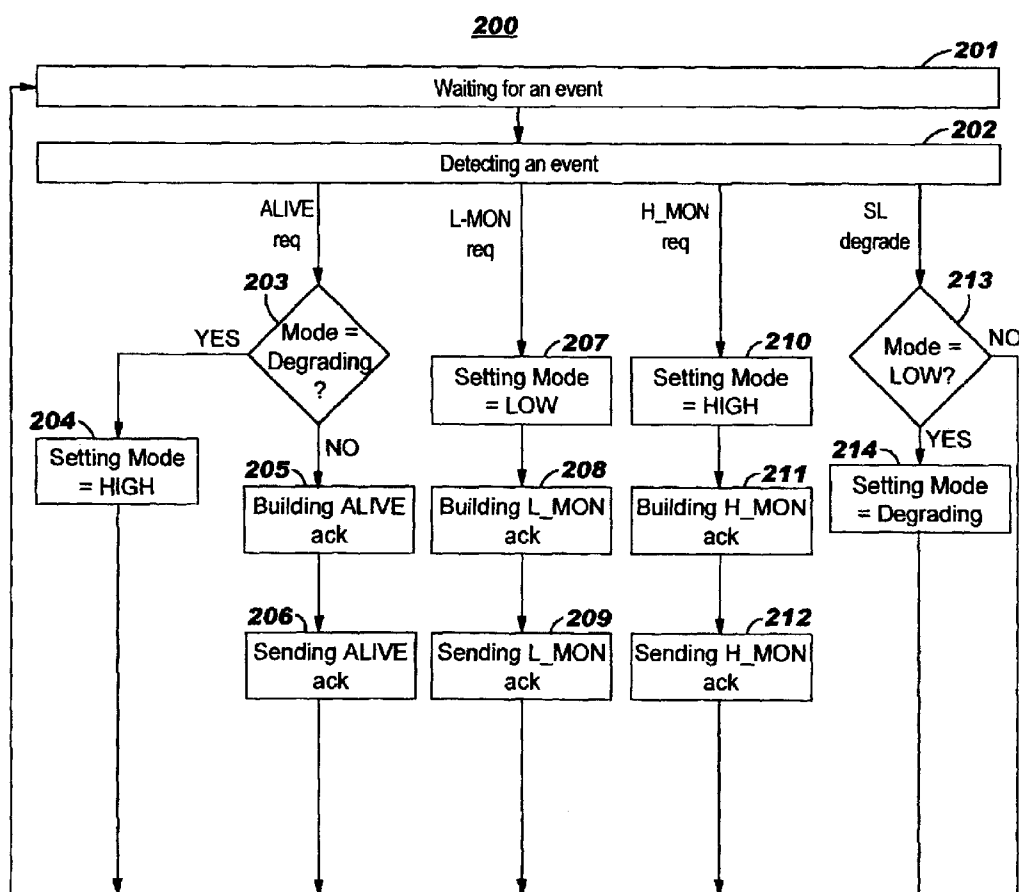 200
201
Waiting for an event
202
Detecting an event
ALIVE
req
L-MON
req
H_MON
req
SL
degrade
203
Mode =
Degrading
?
YES
NO
204
Setting Mode
= HIGH
205
Building ALIVE
ack
206
Sending ALIVE
ack
207
Setting Mode
= LOW
208
Building L_MON
ack
209
Sending L_MON
ack
210
Setting Mode
= HIGH
211
Building H_MON
ack
212
Sending H_MON
ack
213
Mode =
LOW?
NO
YES
214
Setting Mode
= Degrading